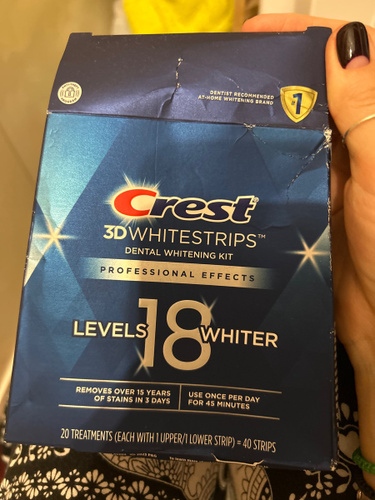 DENTIST RECOMMENDED
AT-HOME WHITENING BRAND
#1
Crest
3DWHITESTRIPS™
DENTAL WHITENING KIT
PROFESSIONAL EFFECTS
LEVELS 18 WHITER
REMOVES OVER 15 YEARS
OF STAINS IN 3 DAYS
USE ONCE PER DAY
FOR 45 MINUTES
20 TREATMENTS (EACH WITH 1 UPPER/1 LOWER STRIP) = 40 STRIPS